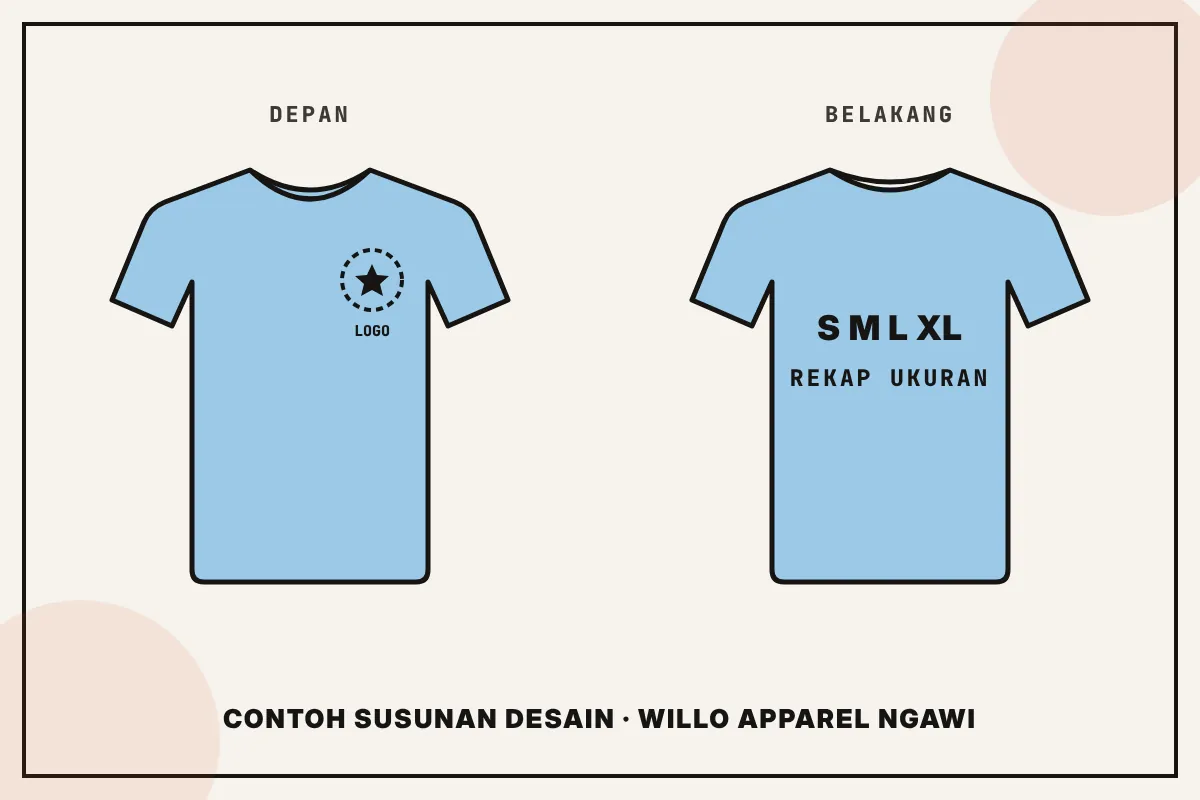 DEPAN
BELAKANG
LOGO
S M L XL
REKAP UKURAN
CONTOH SUSUNAN DESAIN · WILLO APPAREL NGAWI